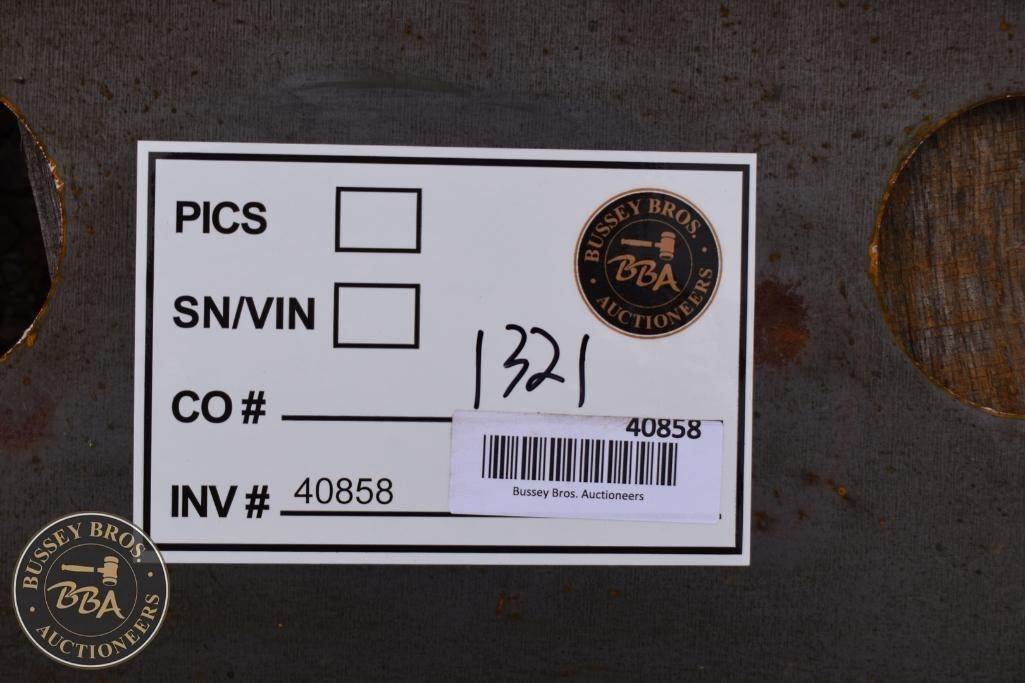 PICS
BUSSEY BROS.
BBA
AUCTIONEERS
SN/VIN
1321
CO #
40858
Bussey Bros. Auctioneers
INV # 40858
BUSSEY BROS.
BBA
AUCTIONEERS